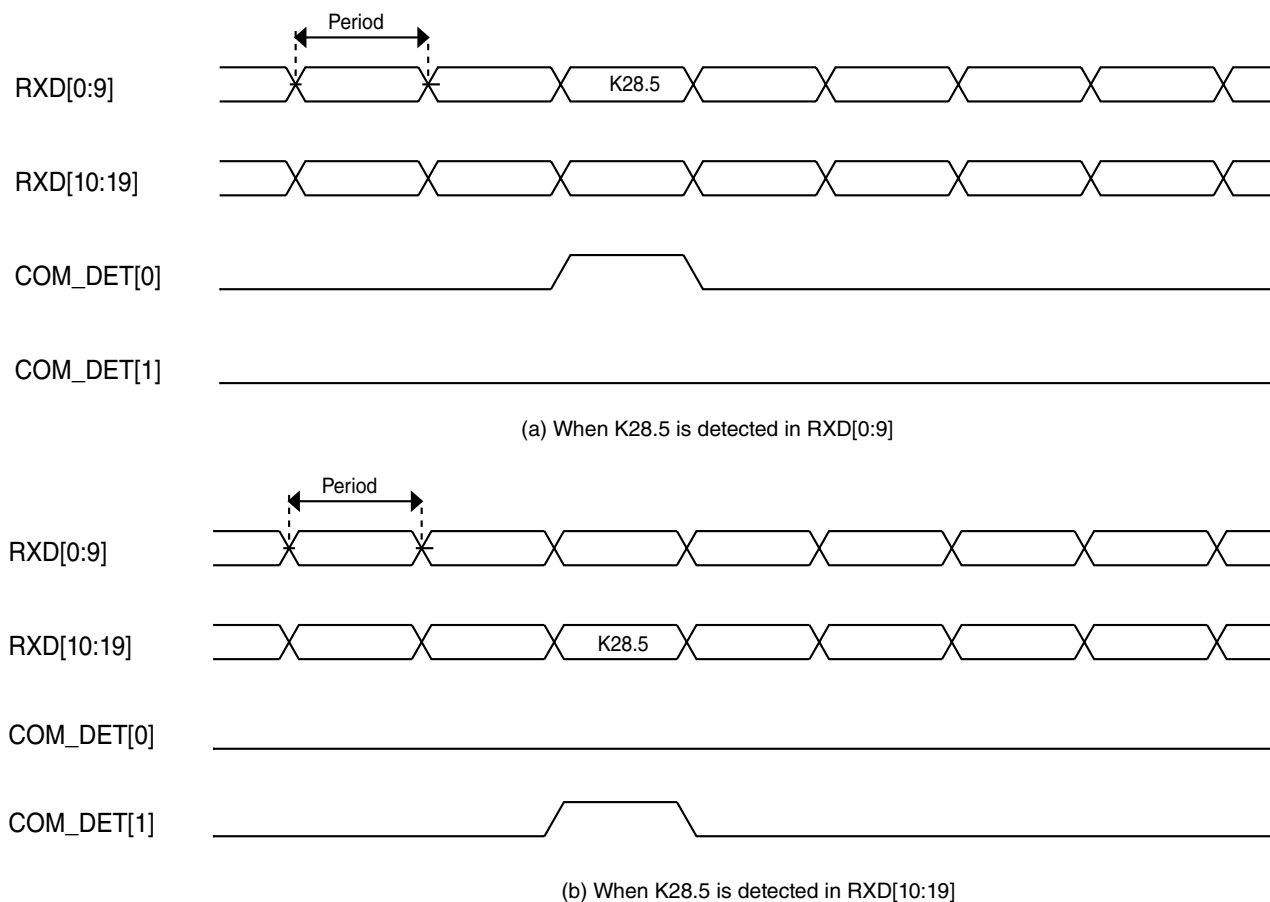 Period
RXD[0:9]
K28.5
RXD[10:19]
COM_DET[0]
COM_DET[1]
(a) When K28.5 is detected in RXD[0:9]
Period
RXD[0:9]
RXD[10:19]
K28.5
COM_DET[0]
COM_DET[1]
(b) When K28.5 is detected in RXD[10:19]